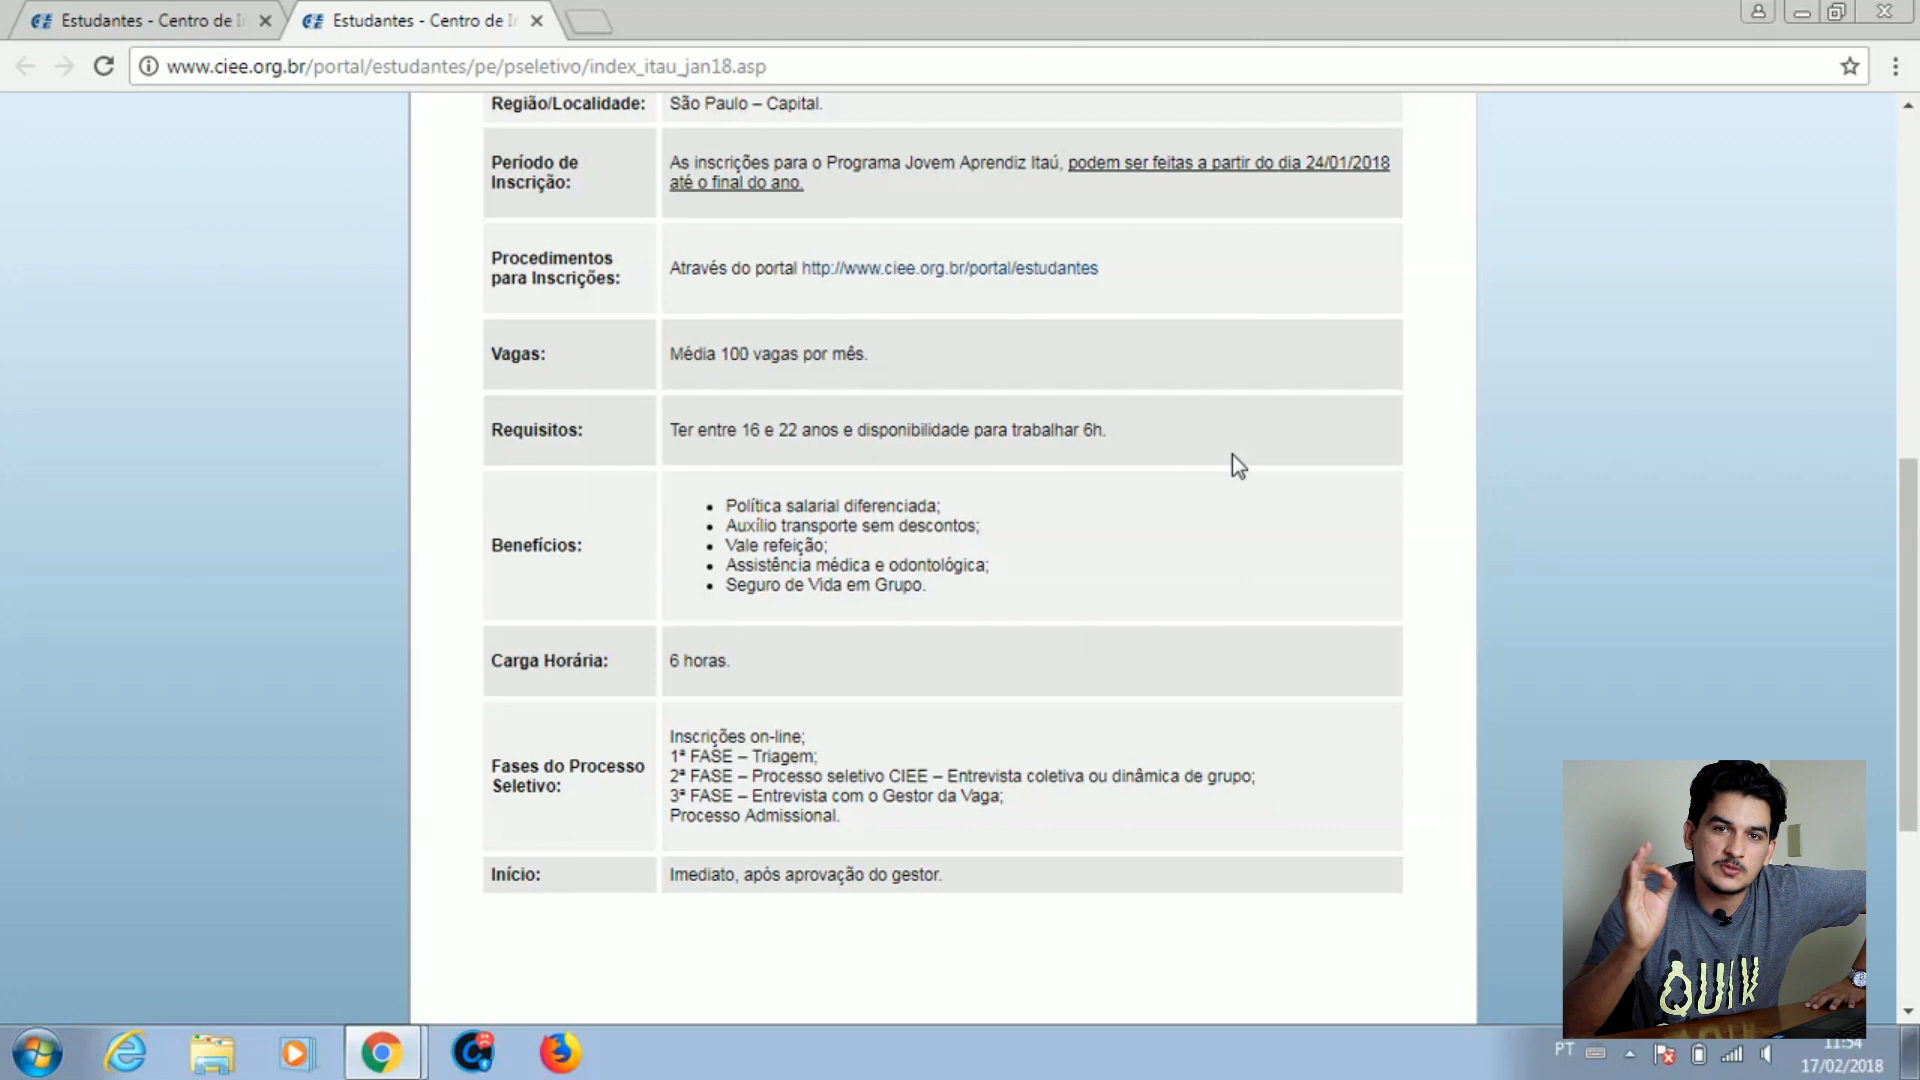 Estudantes - Centro de I
Estudantes - Centro de I
www.ciee.org.br/portal/estudantes/pe/pseletivo/index_itau_jan18.asp
Região/Localidade: São Paulo – Capital.
Período de
Inscrição:
As inscrições para o Programa Jovem Aprendiz Itaú, podem ser feitas a partir do dia 24/01/2018
até o final do ano.
Procedimentos
para Inscrições:
Através do portal http://www.ciee.org.br/portal/estudantes
Vagas: Média 100 vagas por mês.
Requisitos: Ter entre 16 e 22 anos e disponibilidade para trabalhar 6h.
Benefícios:
• Política salarial diferenciada;
• Auxílio transporte sem descontos;
• Vale refeição;
• Assistência médica e odontológica;
• Seguro de Vida em Grupo.
Carga Horária: 6 horas.
Fases do Processo
Seletivo:
Inscrições on-line;
1ª FASE – Triagem;
2ª FASE – Processo seletivo CIEE – Entrevista coletiva ou dinâmica de grupo;
3ª FASE – Entrevista com o Gestor da Vaga;
Processo Admissional.
Início: Imediato, após aprovação do gestor.
QUIK
PT
11:54
17/02/2018